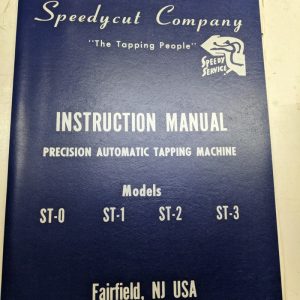 Speedycut Company
"The Tapping People"
SPEEDY
SERVICE
INSTRUCTION MANUAL
PRECISION AUTOMATIC TAPPING MACHINE
Models
ST-0 ST-1 ST-2 ST-3
Fairfield, NJ USA